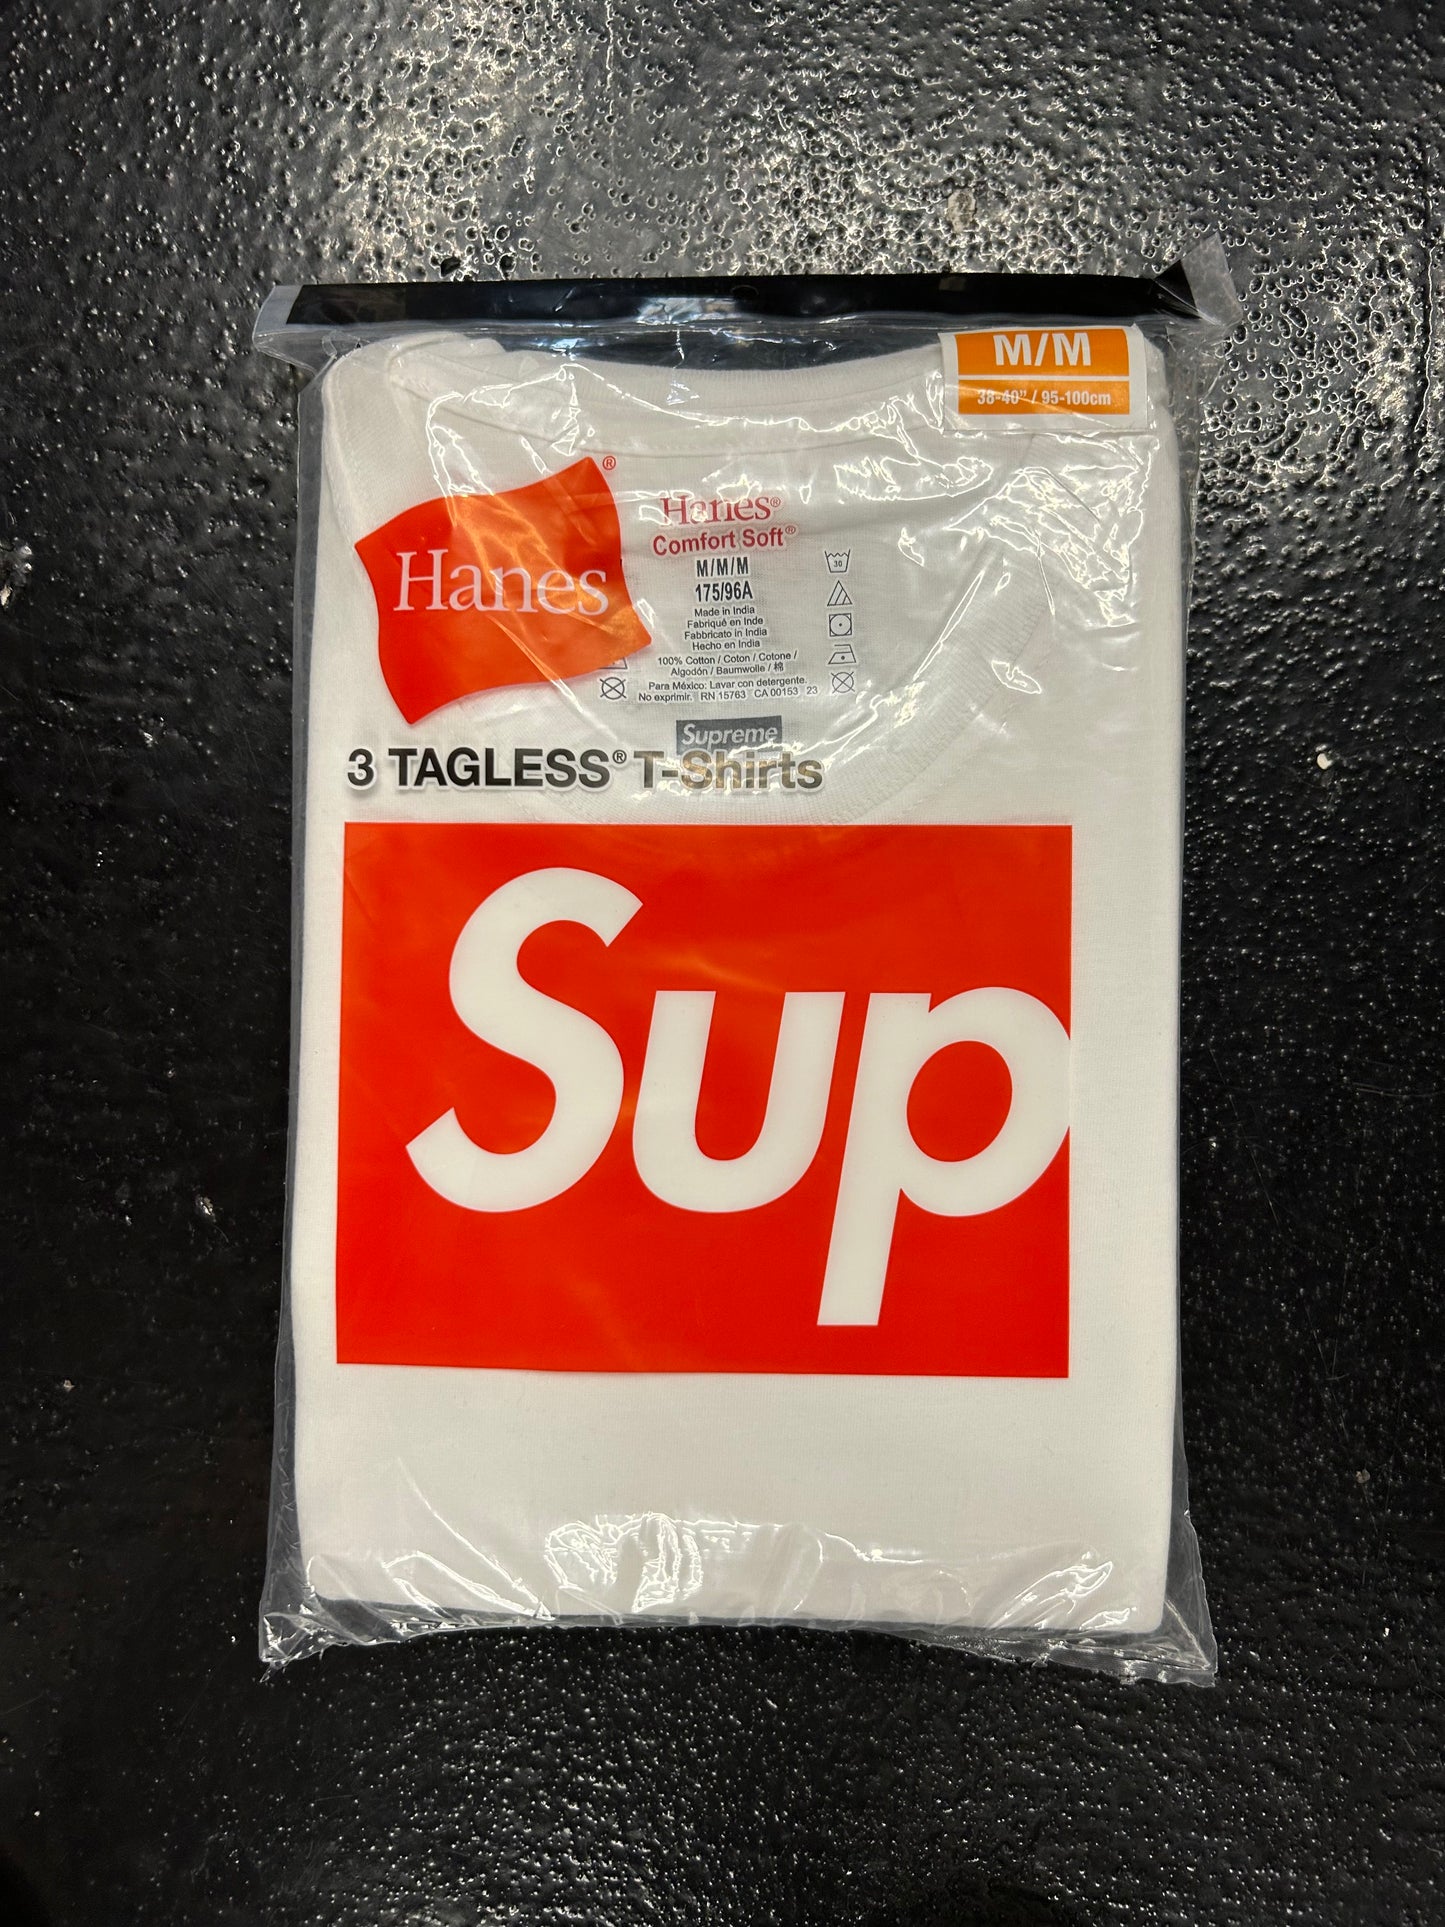 M/M
38-40" / 95-100cm
Hanes®
Hanes®
Comfort Soft®
M/M/M
175/96A
30
Made in India
Fabriqué en Inde
Fabbricato in India
Hecho en India
100% Cotton / Coton / Cotone /
Algodón / Baumwolle / 棉
Para México: Lavar con detergente.
No exprimir. RN 15763 CA 00153 23
Supreme
3 TAGLESS® T-Shirts
Sup